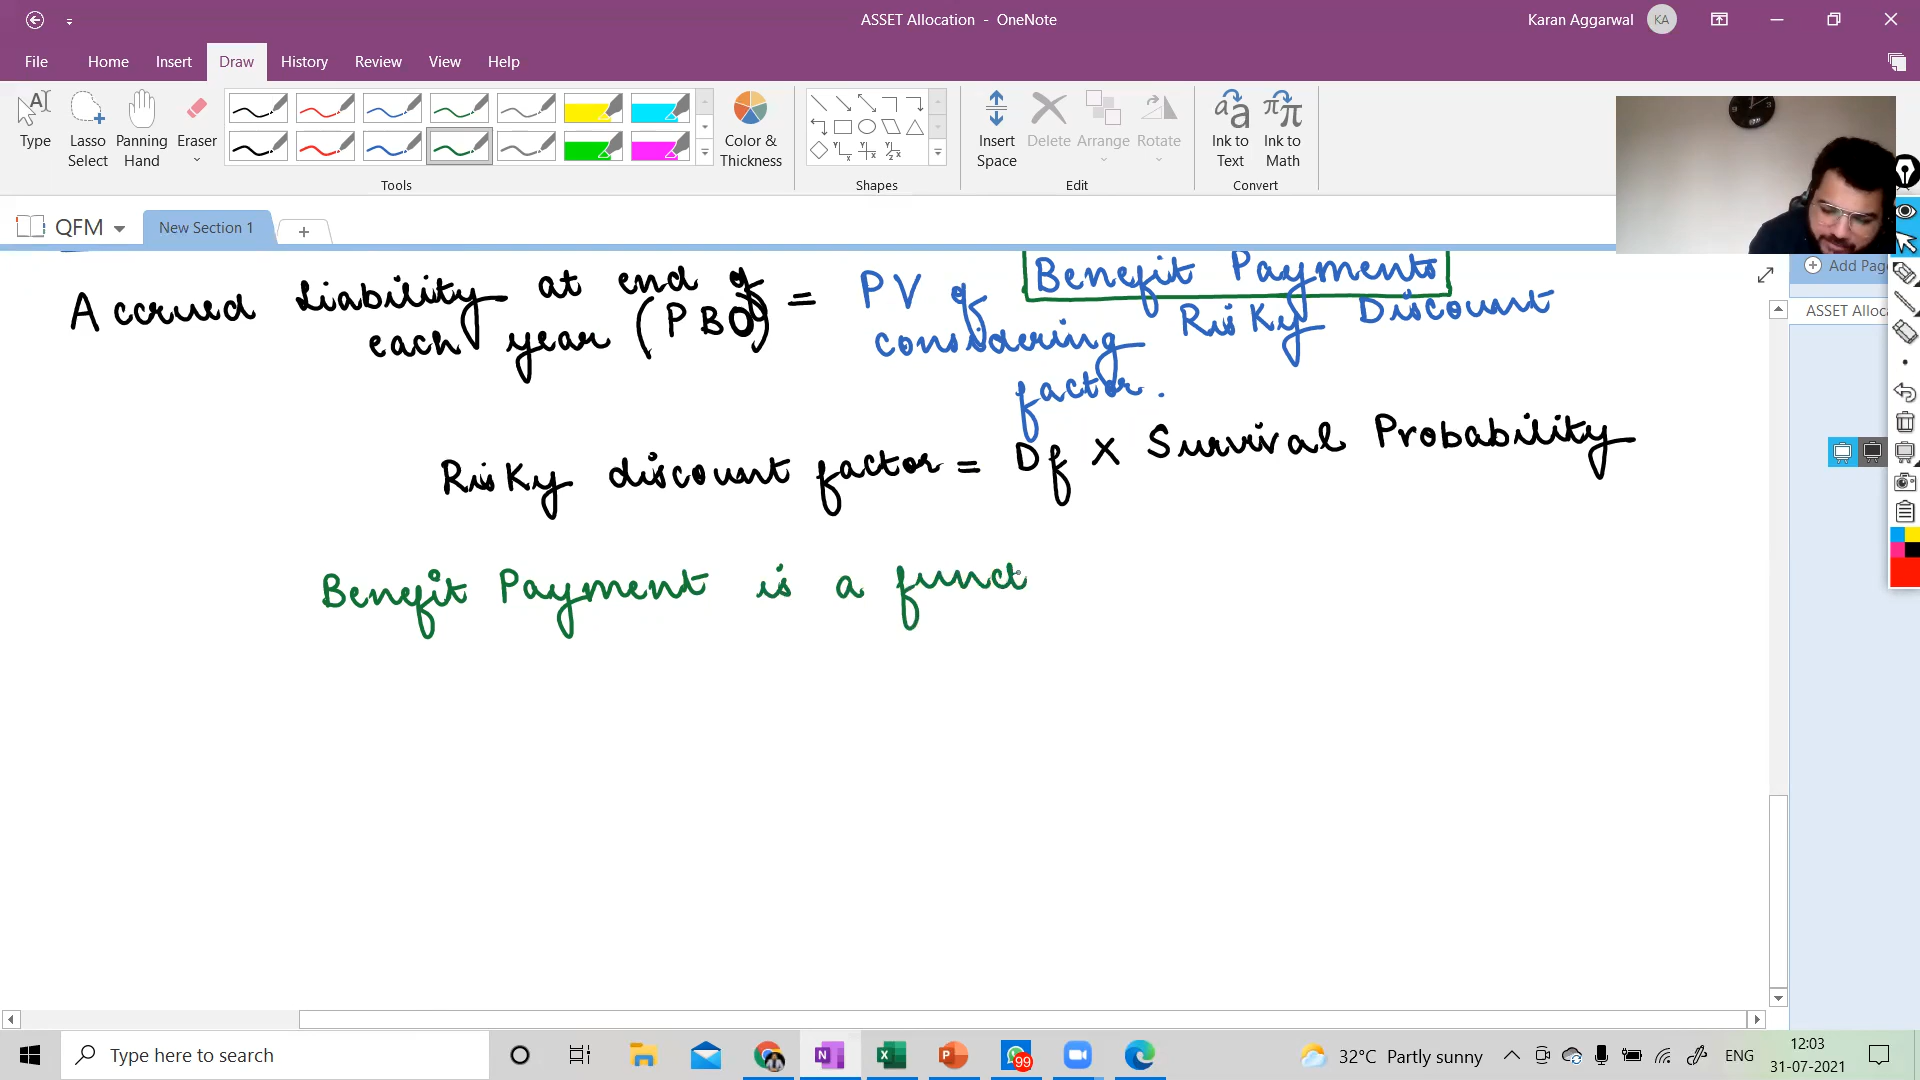 ASSET Allocation - OneNote
Karan Aggarwal KA
File Home Insert Draw History Review View Help
Type
Lasso Select
Panning Hand
Eraser
Color & Thickness
Insert Space
Delete
Arrange
Rotate
Ink to Text
Ink to Math
Tools Shapes Edit Convert
QFM New Section 1 +
Add Page
ASSET Alloca
Accrued Liability at end of each year (PBO) = PV of Benefit Payments
considering Risky Discount
factor.
Risky discount factor = Df X Survival Probability
Benefit Payment is a funct
Type here to search
99
32°C Partly sunny
ENG
12:03
31-07-2021